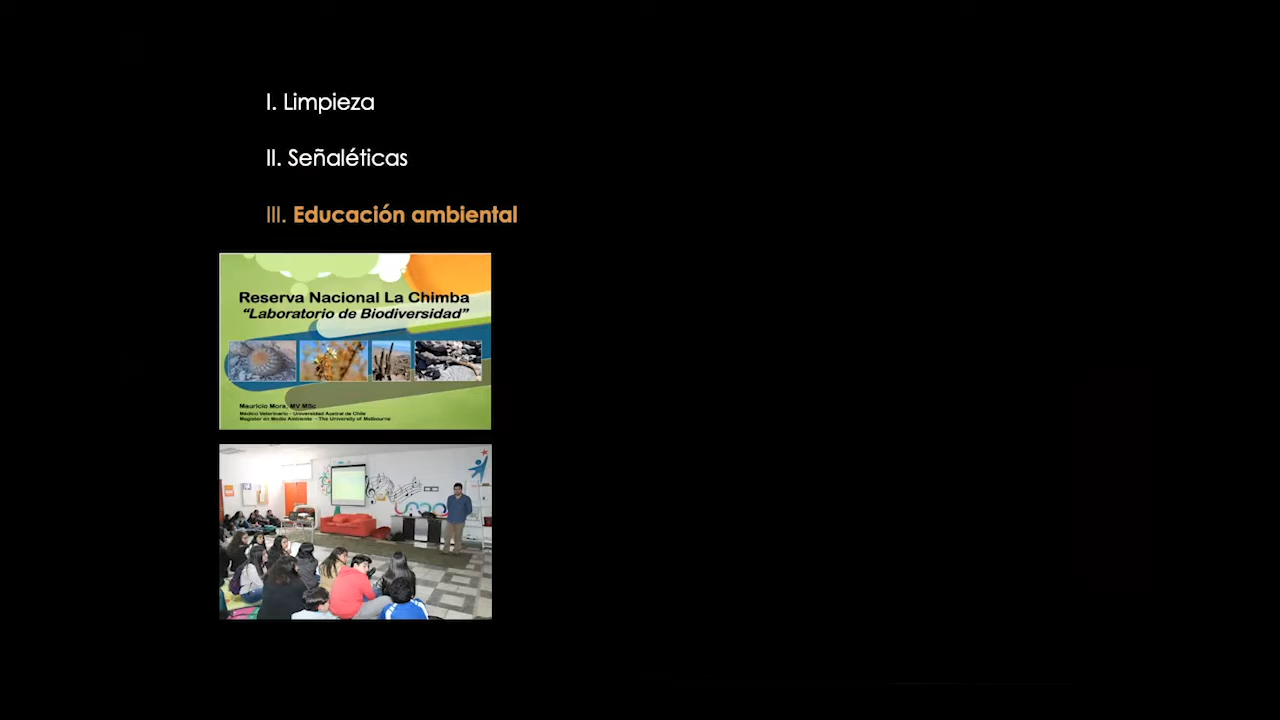 I. Limpieza
II. Señaléticas
III. Educación ambiental
Reserva Nacional La Chimba
“Laboratorio de Biodiversidad”
Mauricio Mora, MV MSc
Médico Veterinario - Universidad Austral de Chile
Magister en Medio Ambiente - The University of Melbourne